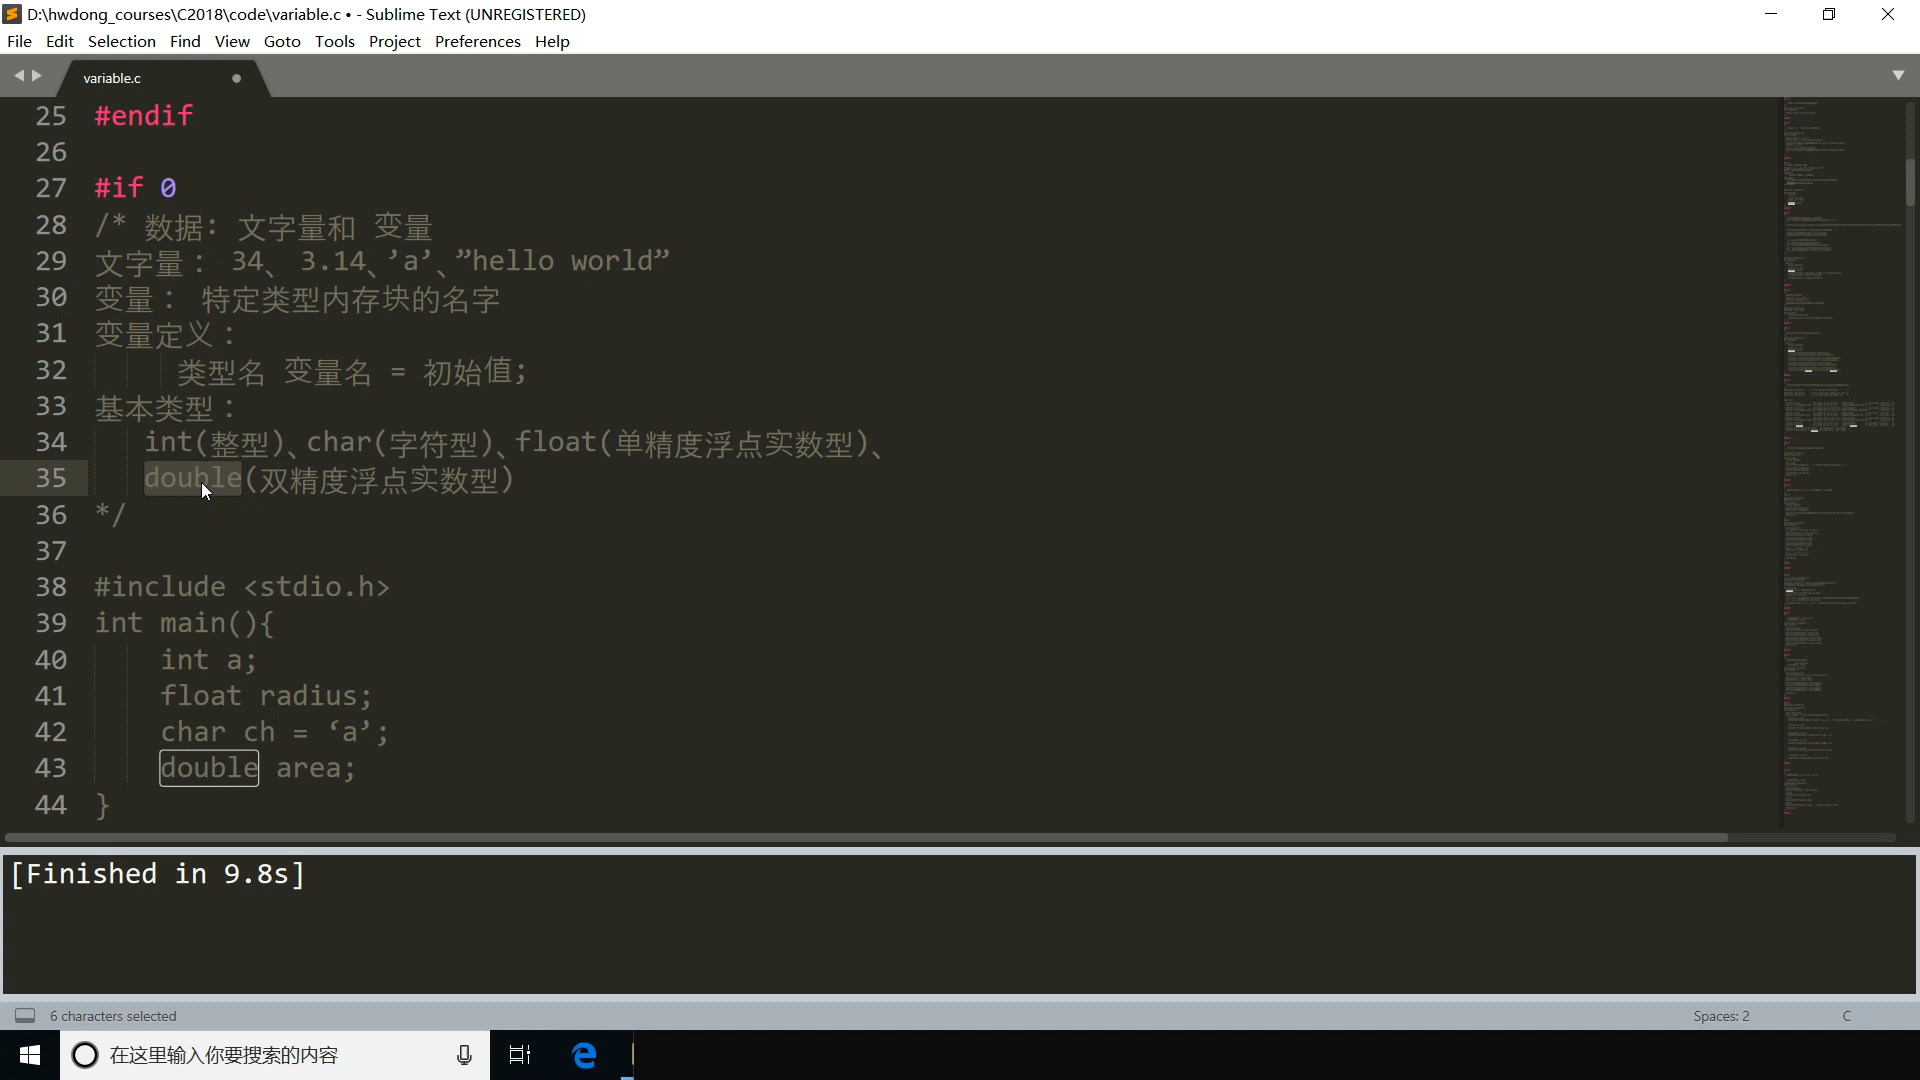 D:\hwdong_courses\C2018\code\variable.c • - Sublime Text (UNREGISTERED)
File Edit Selection Find View Goto Tools Project Preferences Help
variable.c
25 #endif
26
27 #if 0
28 /* 数据: 文字量和 变量
29 文字量： 34、 3.14、’a’、”hello world”
30 变量： 特定类型内存块的名字
31 变量定义：
32 类型名 变量名 = 初始值;
33 基本类型：
34 int(整型)、char(字符型)、float(单精度浮点实数型)、
35 double(双精度浮点实数型)
36 */
37
38 #include <stdio.h>
39 int main(){
40 int a;
41 float radius;
42 char ch = ‘a’;
43 double area;
44 }
[Finished in 9.8s]
6 characters selected
Spaces: 2
C
在这里输入你要搜索的内容